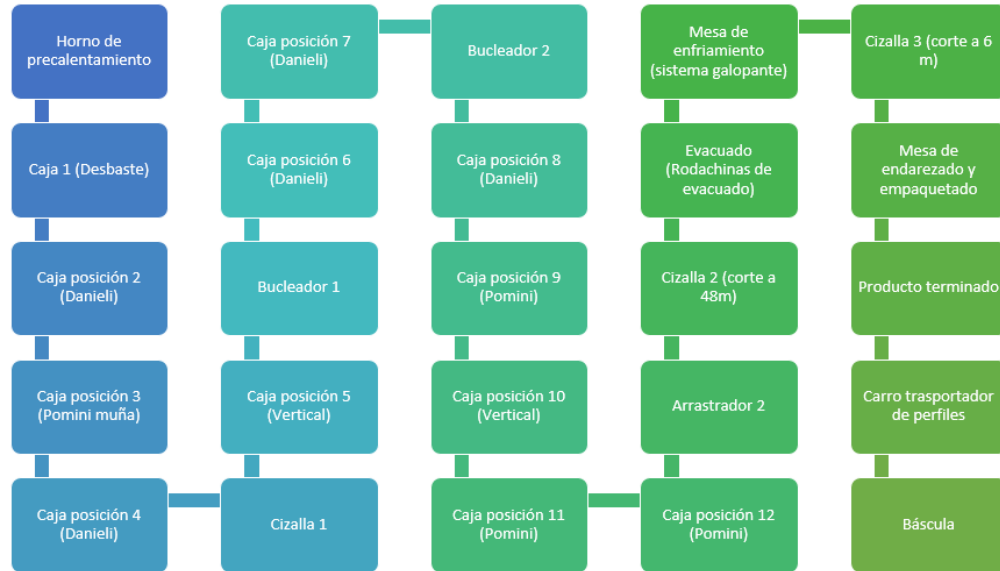 Horno de
precalentamiento
Caja 1 (Desbaste)
Caja posición 2
(Danieli)
Caja posición 3
(Pomini muña)
Caja posición 4
(Danieli)
Cizalla 1
Caja posición 5
(Vertical)
Bucleador 1
Caja posición 6
(Danieli)
Caja posición 7
(Danieli)
Bucleador 2
Caja posición 8
(Danieli)
Caja posición 9
(Pomini)
Caja posición 10
(Vertical)
Caja posición 11
(Pomini)
Caja posición 12
(Pomini)
Arrastrador 2
Cizalla 2 (corte a
48m)
Evacuado
(Rodachinas de
evacuado)
Mesa de
enfriamiento
(sistema galopante)
Cizalla 3 (corte a 6
m)
Mesa de
endarezado y
empaquetado
Producto terminado
Carro trasportador
de perfiles
Báscula